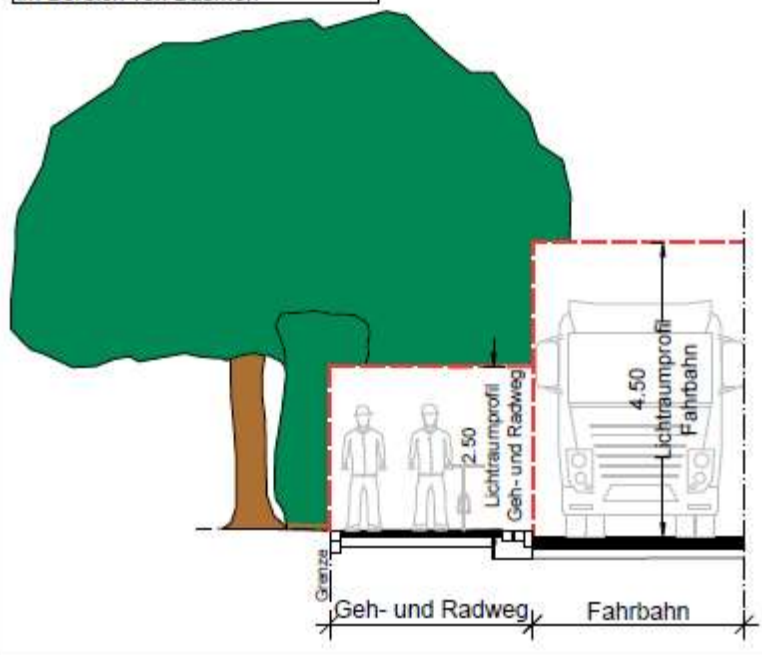 2.50
Lichtraumprofil
Geh- und Radweg
4.50
Lichtraumprofil
Fahrbahn
Grenze
Geh- und Radweg
Fahrbahn